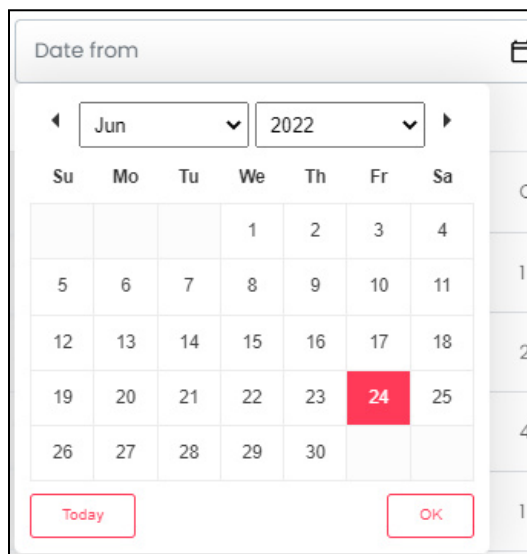 Date from
Jun 2022
Su Mo Tu We Th Fr Sa
1 2 3 4
5 6 7 8 9 10 11
12 13 14 15 16 17 18
19 20 21 22 23 24 25
26 27 28 29 30
Today OK